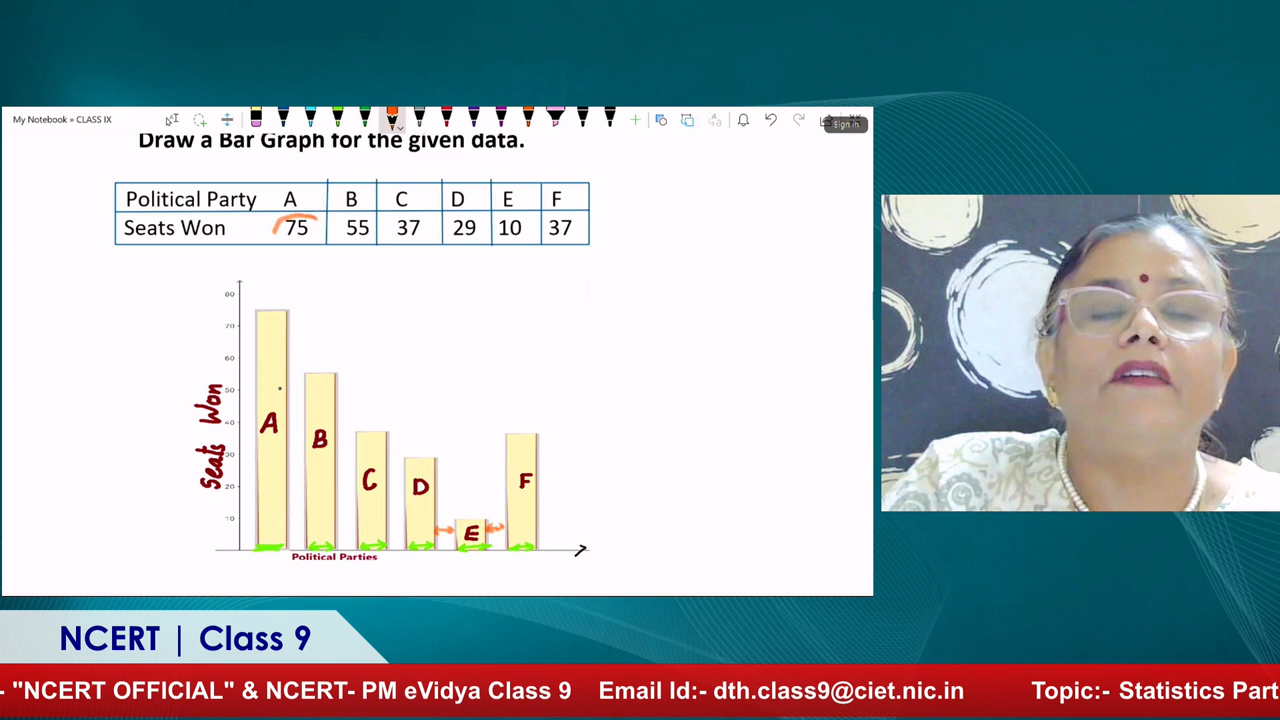 My Notebook » CLASS IX
Sign in
Draw a Bar Graph for the given data.
Political Party A B C D E F
Seats Won 75 55 37 29 10 37
80
70
60
50
40
30
20
10
Seats Won
A
B
C
D
E
F
Political Parties
NCERT | Class 9
- "NCERT OFFICIAL" & NCERT- PM eVidya Class 9 Email Id:- dth.class9@ciet.nic.in Topic:- Statistics Part